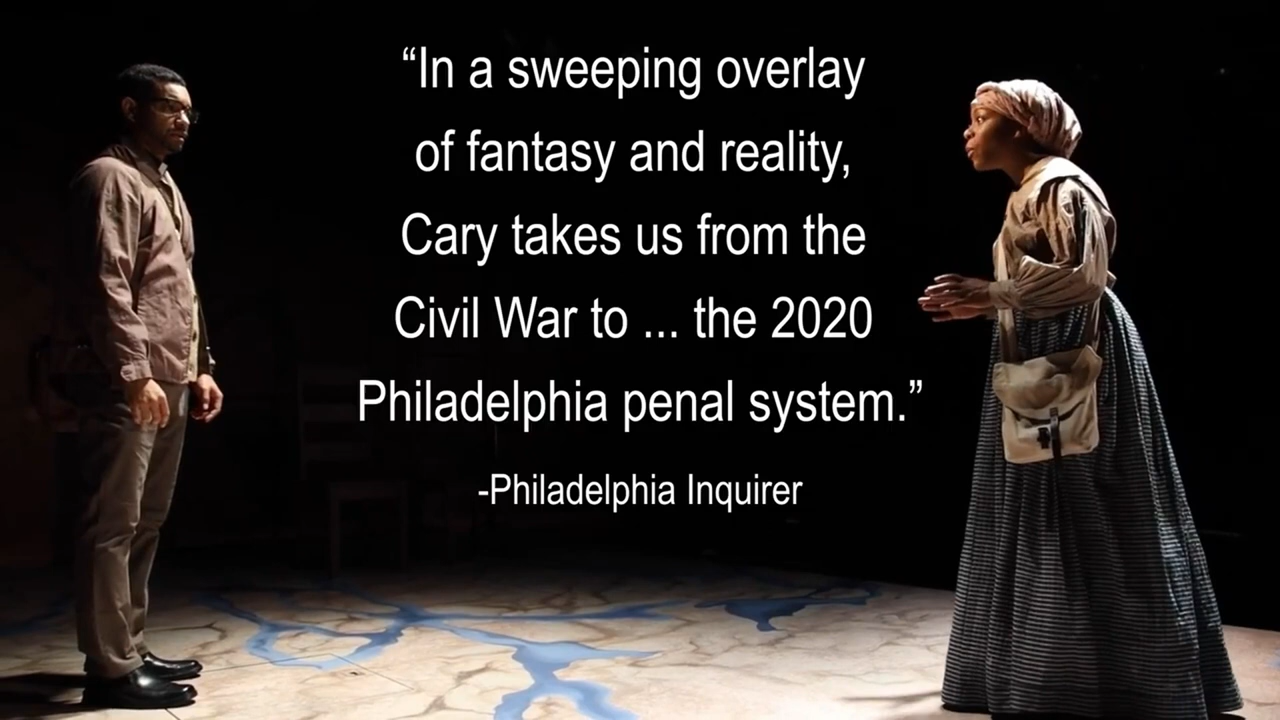 “In a sweeping overlay
of fantasy and reality,
Cary takes us from the
Civil War to ... the 2020
Philadelphia penal system.”
-Philadelphia Inquirer